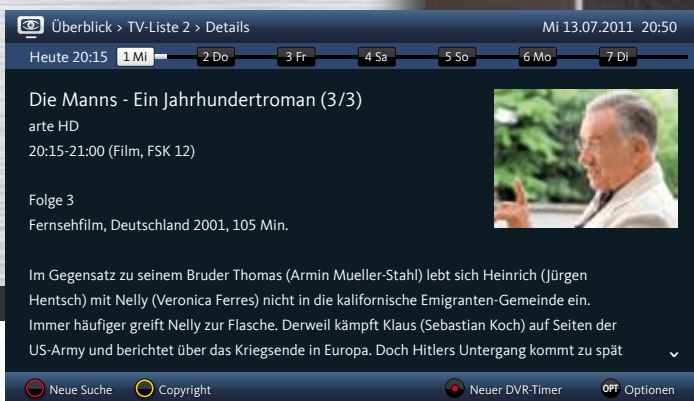 Überblick > TV-Liste 2 > Details Mi 13.07.2011 20:50
Heute 20:15 1 Mi 2 Do 3 Fr 4 Sa 5 So 6 Mo 7 Di
Die Manns - Ein Jahrhundertroman (3/3)
arte HD
20:15-21:00 (Film, FSK 12)
Folge 3
Fernsehfilm, Deutschland 2001, 105 Min.
Im Gegensatz zu seinem Bruder Thomas (Armin Mueller-Stahl) lebt sich Heinrich (Jürgen
Hentsch) mit Nelly (Veronica Ferres) nicht in die kalifornische Emigranten-Gemeinde ein.
Immer häufiger greift Nelly zur Flasche. Derweil kämpft Klaus (Sebastian Koch) auf Seiten der
US-Army und berichtet über das Kriegsende in Europa. Doch Hitlers Untergang kommt zu spät
Neue Suche Copyright Neuer DVR-Timer OPT Optionen